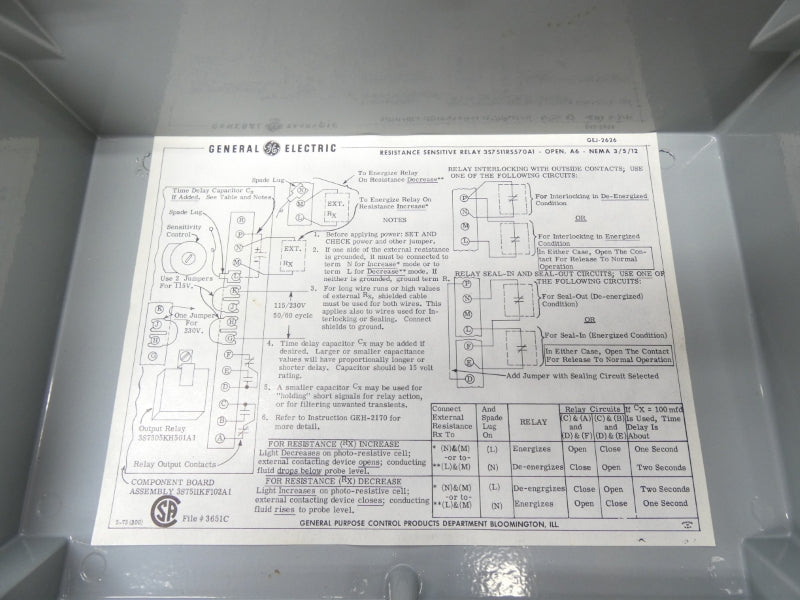 GEJ-2626
GENERAL GE ELECTRIC
RESISTANCE SENSITIVE RELAY 3S7511RS570A1 - OPEN, A6 - NEMA 3/5/12
Spade Lug
Time Delay Capacitor Cx
If Added. See Table and Notes
Spade Lug
Sensitivity
Control
Use 2 Jumpers
For 115V.
One Jumper
For
230V.
Output Relay
3S7505KH501A1
Relay Output Contacts
COMPONENT BOARD
ASSEMBLY 3S7511KF102A1
N
M
L
EXT.
Rx
To Energize Relay
On Resistance Decrease**
To Energize Relay On
Resistance Increase*
R
P
N
M
EXT.
Rx
115/230V
50/60 cycle
K
J
H
G
H
G
F
E
D
C
B
A
NOTES
1. Before applying power: SET AND
CHECK power and other jumper.
2. If one side of the external resistance
is grounded, it must be connected to
term N for Increase* mode or to
term L for Decrease** mode. If
neither is grounded, ground term R.
3. For long wire runs or high values
of external Rx, shielded cable
must be used for both wires. This
applies also to wires used for In-
terlocking or Sealing. Connect
shields to ground.
4. Time delay capacitor Cx may be added if
desired. Larger or smaller capacitance
values will have proportionally longer or
shorter delay. Capacitor should be 15 volt
rating.
5. A smaller capacitor Cx may be used for
"holding" short signals for relay action,
or for filtering unwanted transients.
6. Refer to Instruction GEH-2170 for
more detail.
RELAY INTERLOCKING WITH OUTSIDE CONTACTS; USE
ONE OF THE FOLLOWING CIRCUITS:
P
N
M
L
For Interlocking in De-Energized
Condition
OR
For Interlocking in Energized
Condition
In Either Case, Open The Con-
tact For Release To Normal
Operation
RELAY SEAL-IN AND SEAL-OUT CIRCUITS; USE ONE OF
THE FOLLOWING CIRCUITS:
P
N
M
L
F
E
D
For Seal-Out (De-energized)
Condition)
OR
For Seal-In (Energized Condition)
In Either Case, Open The Contact
For Release To Normal Operation
Add Jumper with Sealing Circuit Selected
FOR RESISTANCE (Rx) INCREASE
Light Decreases on photo-resistive cell;
external contacting device opens; conducting
fluid drops below probe level.
FOR RESISTANCE (Rx) DECREASE
Light Increases on photo-resistive cell;
external contacting device closes; conducting
fluid rises to probe level.
Connect External Resistance Rx To
And Spade Lug On
RELAY
Relay Circuits
(C) & (A) and (D) & (F)
(C) & (B) and (D) & (E)
If Cx = 100 mfd Is Used, Time Delay Is About
* (N)&(M) (L) Energizes Open Close One Second
-or to-
**(L)&(M) (N) De-energizes Close Open Two Seconds
* (N)&(M) (L) De-engrgizes Close Open Two Seconds
-or to-
**(L)&(M) (N) Energizes Open Close One Second
SA
File # 3651C
5-73 (200)
GENERAL PURPOSE CONTROL PRODUCTS DEPARTMENT BLOOMINGTON, ILL.